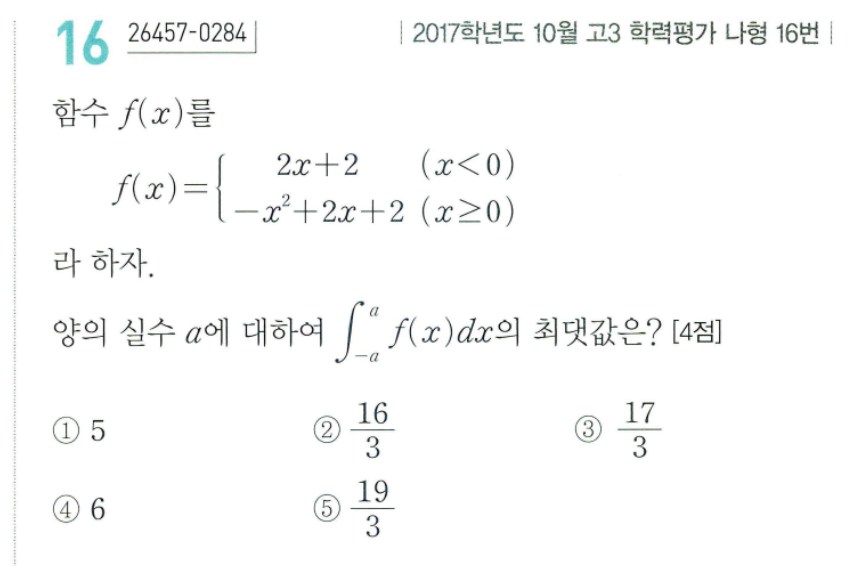 16 26457-0284 | 2017학년도 10월 고3 학력평가 나형 16번 |
함수 f(x)를
f(x)={ 2x+2 (x<0)
-x²+2x+2 (x≥0)
라 하자.
양의 실수 a에 대하여 ∫_{-a}^{a} f(x)dx의 최댓값은? [4점]
① 5 ② 16/3 ③ 17/3
④ 6 ⑤ 19/3